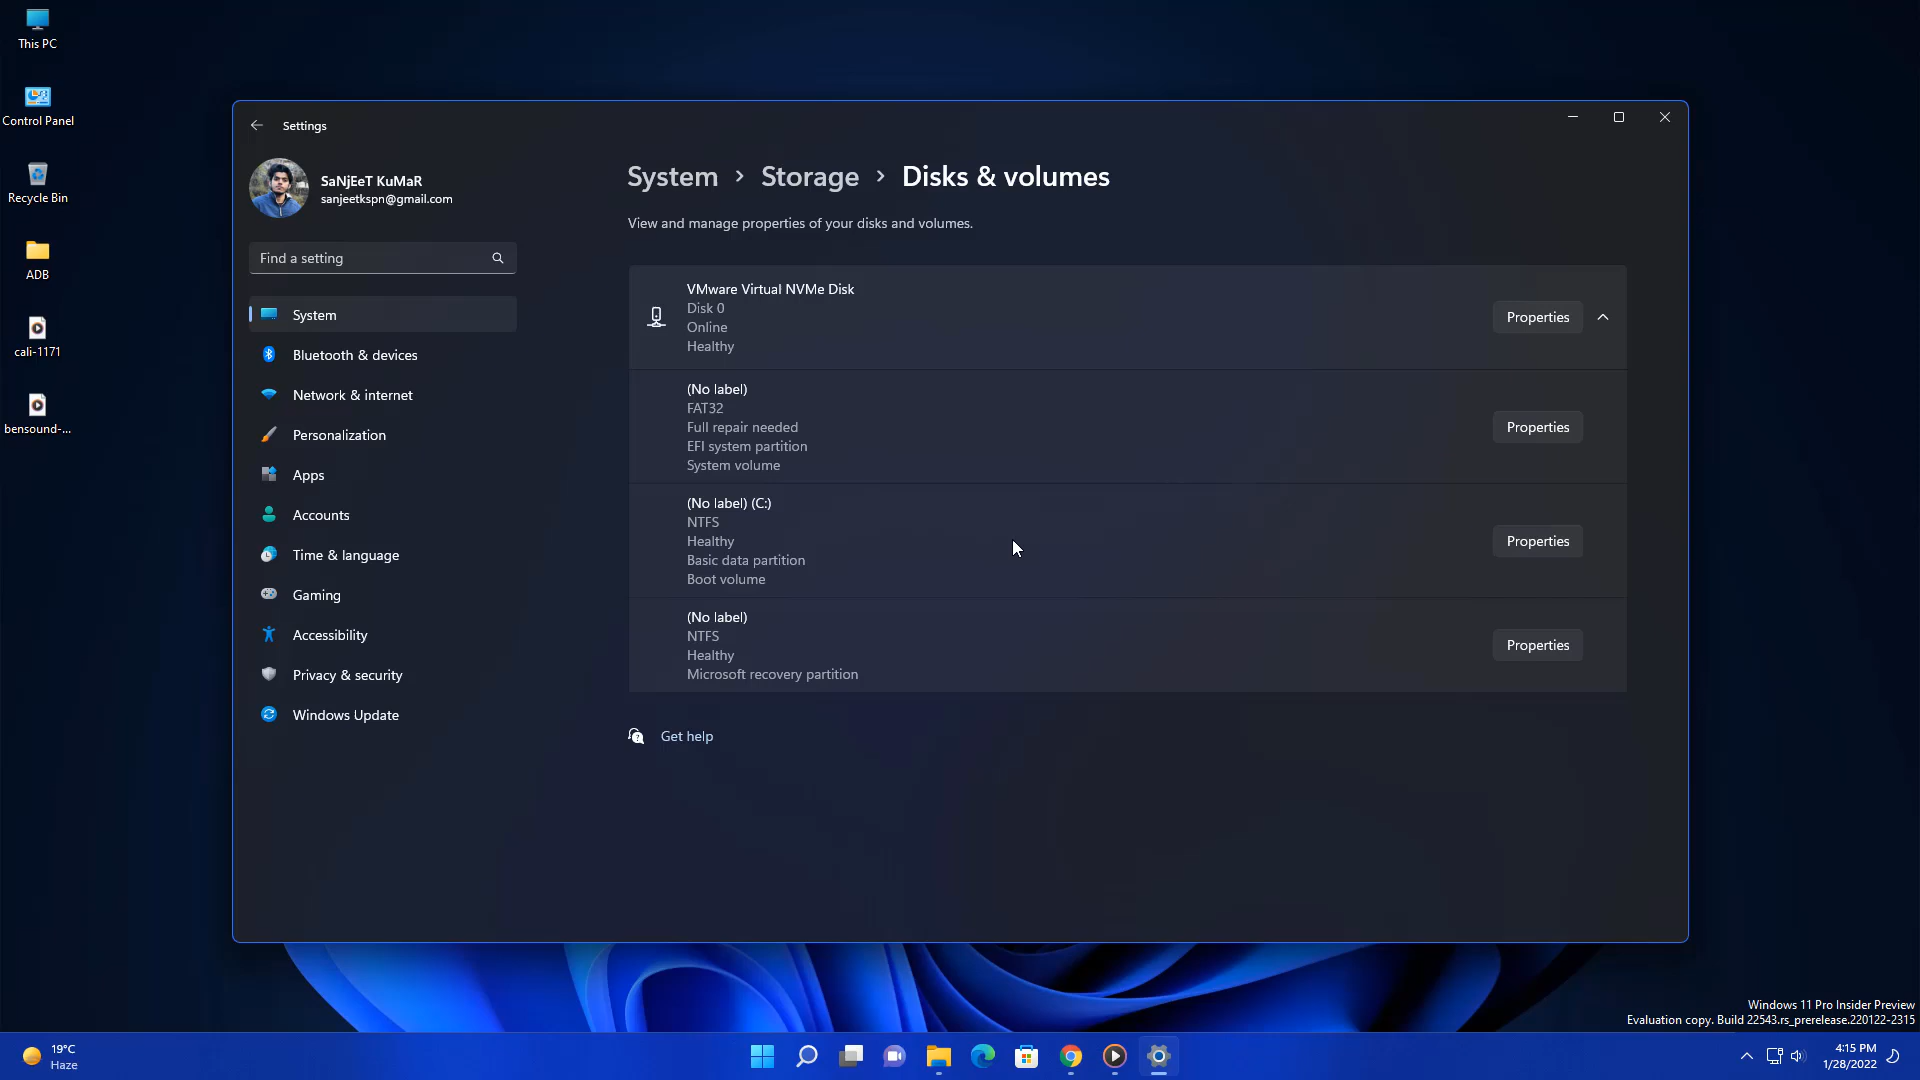 This PC
Control Panel
Recycle Bin
ADB
cali-1171
bensound-...
Settings
SaNjEeT KuMaR
sanjeetkspn@gmail.com
Find a setting
System
Bluetooth & devices
Network & internet
Personalization
Apps
Accounts
Time & language
Gaming
Accessibility
Privacy & security
Windows Update
System > Storage > Disks & volumes
View and manage properties of your disks and volumes.
VMware Virtual NVMe Disk
Disk 0
Online
Healthy
Properties
(No label)
FAT32
Full repair needed
EFI system partition
System volume
Properties
(No label) (C:)
NTFS
Healthy
Basic data partition
Boot volume
Properties
(No label)
NTFS
Healthy
Microsoft recovery partition
Properties
Get help
Windows 11 Pro Insider Preview
Evaluation copy. Build 22543.rs_prerelease.220122-2315
19°C
Haze
4:15 PM
1/28/2022